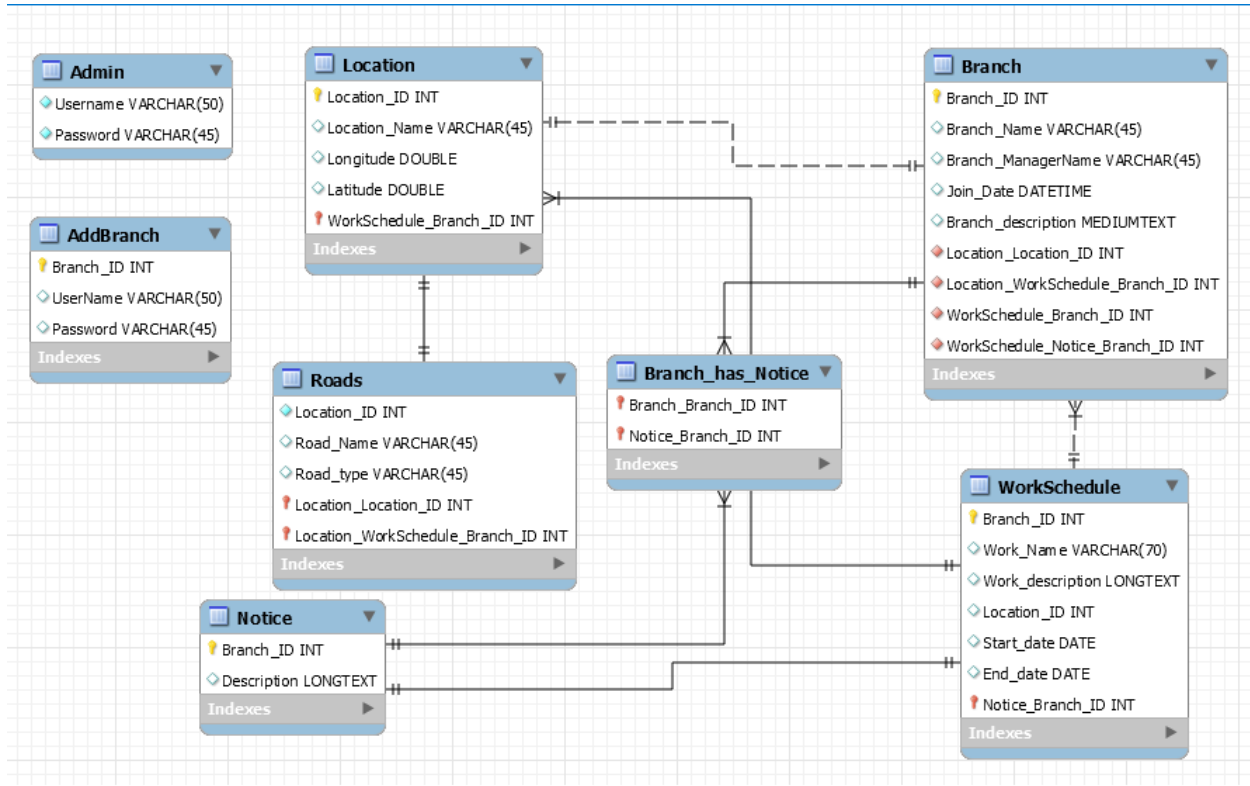 Admin
Username VARCHAR(50)
Password VARCHAR(45)
AddBranch
Branch_ID INT
UserName VARCHAR(50)
Password VARCHAR(45)
Indexes
Location
Location_ID INT
Location_Name VARCHAR(45)
Longitude DOUBLE
Latitude DOUBLE
WorkSchedule_Branch_ID INT
Indexes
Roads
Location_ID INT
Road_Name VARCHAR(45)
Road_type VARCHAR(45)
Location_Location_ID INT
Location_WorkSchedule_Branch_ID INT
Indexes
Notice
Branch_ID INT
Description LONGTEXT
Indexes
Branch_has_Notice
Branch_Branch_ID INT
Notice_Branch_ID INT
Indexes
Branch
Branch_ID INT
Branch_Name VARCHAR(45)
Branch_ManagerName VARCHAR(45)
Join_Date DATETIME
Branch_description MEDIUMTEXT
Location_Location_ID INT
Location_WorkSchedule_Branch_ID INT
WorkSchedule_Branch_ID INT
WorkSchedule_Notice_Branch_ID INT
Indexes
WorkSchedule
Branch_ID INT
Work_Name VARCHAR(70)
Work_description LONGTEXT
Location_ID INT
Start_date DATE
End_date DATE
Notice_Branch_ID INT
Indexes